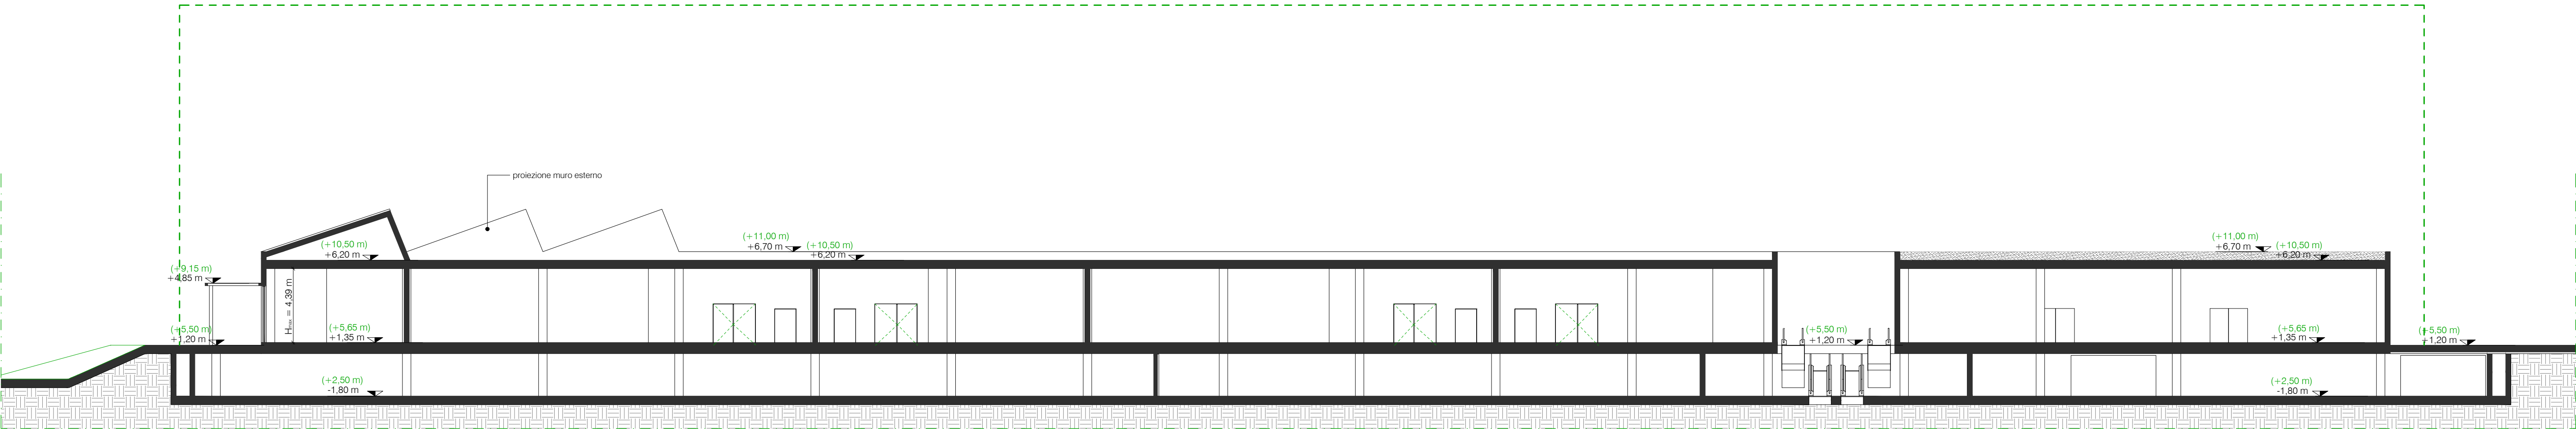 proiezione muro esterno
(+11,00 m)
+6,70 m
(+10,50 m)
+6,20 m
(+10,50 m)
+6,20 m
(+11,00 m)
+6,70 m
(+10,50 m)
+6,20 m
(+9,15 m)
+4,85 m
Hmax = 4,39 m
(+5,50 m)
+1,20 m
(+5,65 m)
+1,35 m
(+5,50 m)
+1,20 m
(+5,65 m)
+1,35 m
(+5,50 m)
+1,20 m
(+2,50 m)
-1,80 m
(+2,50 m)
-1,80 m